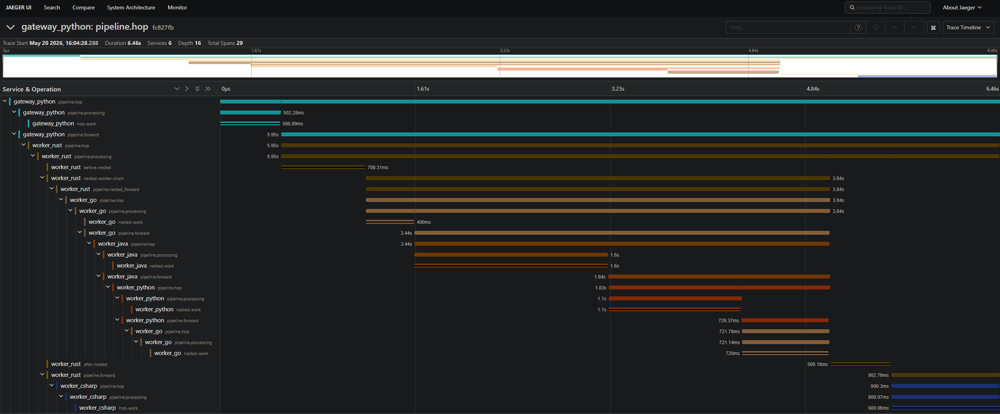 JAEGER UI Search Compare System Architecture Monitor Lookup by Trace ID... About Jaeger
gateway_python: pipeline.hop fc827fb Find... ? ⌘ Trace Timeline
Trace Start May 20 2026, 16:04:28.288 Duration 6.46s Services 6 Depth 16 Total Spans 29
0μs 1.61s 3.23s 4.84s 6.46s
Service & Operation 0μs 1.61s 3.23s 4.84s 6.46s
gateway_python pipeline.hop
gateway_python pipeline.processing 502.28ms
gateway_python hop-work 500.09ms
gateway_python pipeline.forward 5.95s
worker_rust pipeline.hop 5.95s
worker_rust pipeline.processing 5.95s
worker_rust before-nested 700.31ms
worker_rust nested-worker-chain 3.84s
worker_rust pipeline.nested_forward 3.84s
worker_go pipeline.hop 3.84s
worker_go pipeline.processing 3.84s
worker_go nested-work 400ms
worker_go pipeline.forward 3.44s
worker_java pipeline.hop 3.44s
worker_java pipeline.processing 1.6s
worker_java nested-work 1.6s
worker_java pipeline.forward 1.84s
worker_python pipeline.hop 1.83s
worker_python pipeline.processing 1.1s
worker_python nested-work 1.1s
worker_python pipeline.forward 726.37ms
worker_go pipeline.hop 721.78ms
worker_go pipeline.processing 721.14ms
worker_go nested-work 720ms
worker_rust after-nested 500.18ms
worker_rust pipeline.forward 902.79ms
worker_csharp pipeline.hop 900.3ms
worker_csharp pipeline.processing 900.07ms
worker_csharp hop-work 900.06ms